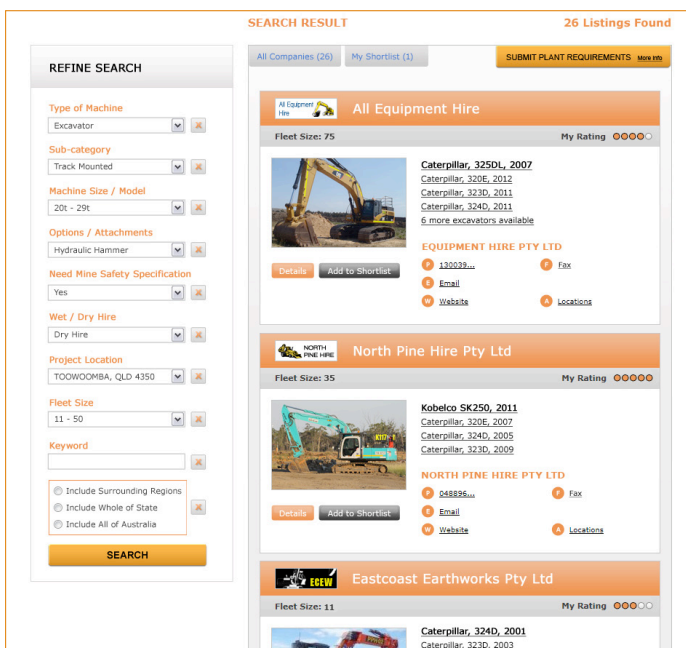 SEARCH RESULT
26 Listings Found
REFINE SEARCH
Type of Machine
Excavator
Sub-category
Track Mounted
Machine Size / Model
20t - 29t
Options / Attachments
Hydraulic Hammer
Need Mine Safety Specification
Yes
Wet / Dry Hire
Dry Hire
Project Location
TOOWOOMBA, QLD 4350
Fleet Size
11 - 50
Keyword
Include Surrounding Regions
Include Whole of State
Include All of Australia
SEARCH
All Companies (26)
My Shortlist (1)
SUBMIT PLANT REQUIREMENTS More Info
All Equipment
Hire
All Equipment Hire
Fleet Size: 75
My Rating
Caterpillar, 325DL, 2007
Caterpillar, 320E, 2012
Caterpillar, 323D, 2011
Caterpillar, 324D, 2011
6 more excavators available
EQUIPMENT HIRE PTY LTD
P 130039...
F Fax
E Email
W Website
A Locations
Details
Add to Shortlist
NORTH
PINE HIRE
North Pine Hire Pty Ltd
Fleet Size: 35
My Rating
K117
Kobelco SK250, 2011
Caterpillar, 320E, 2007
Caterpillar, 324D, 2005
Caterpillar, 323D, 2009
NORTH PINE HIRE PTY LTD
P 048896...
F Fax
E Email
W Website
A Locations
Details
Add to Shortlist
ECEW
Eastcoast Earthworks Pty Ltd
Fleet Size: 11
My Rating
Caterpillar, 324D, 2001
Caterpillar, 323D, 2003